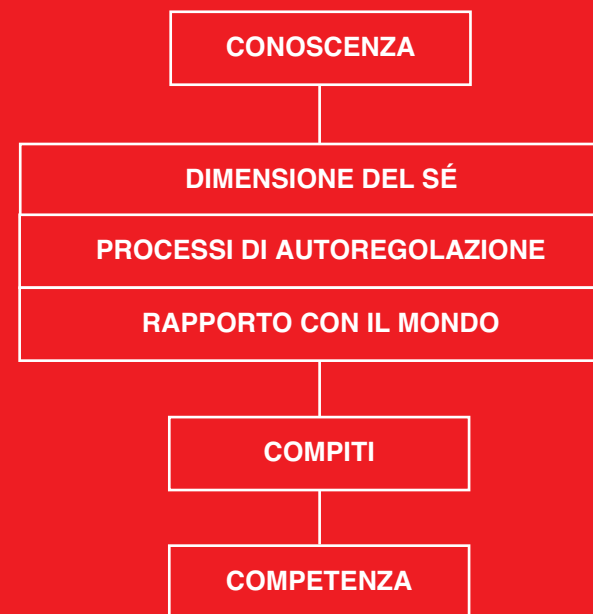 CONOSCENZA
DIMENSIONE DEL SÉ
PROCESSI DI AUTOREGOLAZIONE
RAPPORTO CON IL MONDO
COMPITI
COMPETENZA